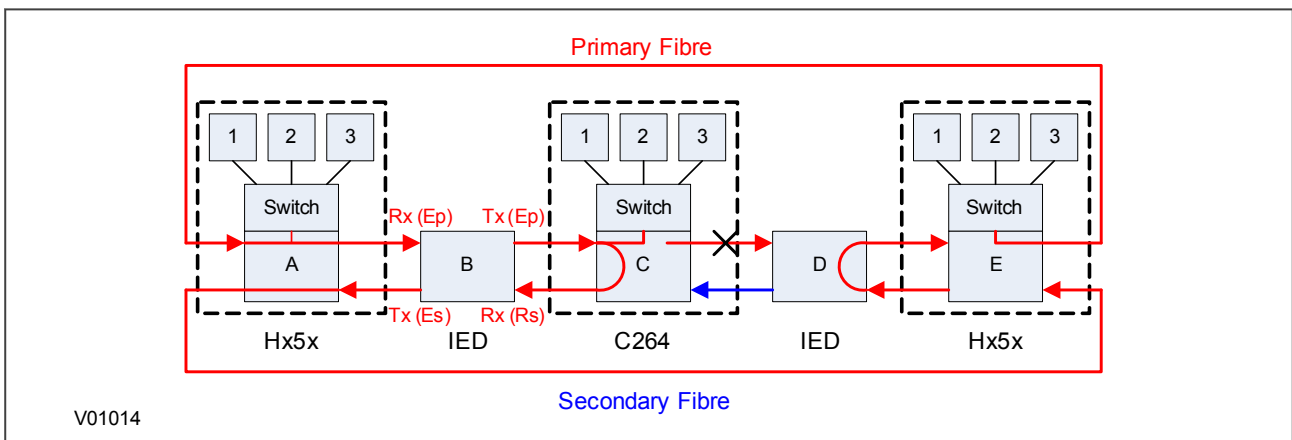 Primary Fibre
1 2 3
1 2 3
1 2 3
Switch
Switch
Switch
Rx (Ep)
Tx (Ep)
A
B
C
D
E
Tx (Es)
Rx (Rs)
Hx5x
IED
C264
IED
Hx5x
Secondary Fibre
V01014